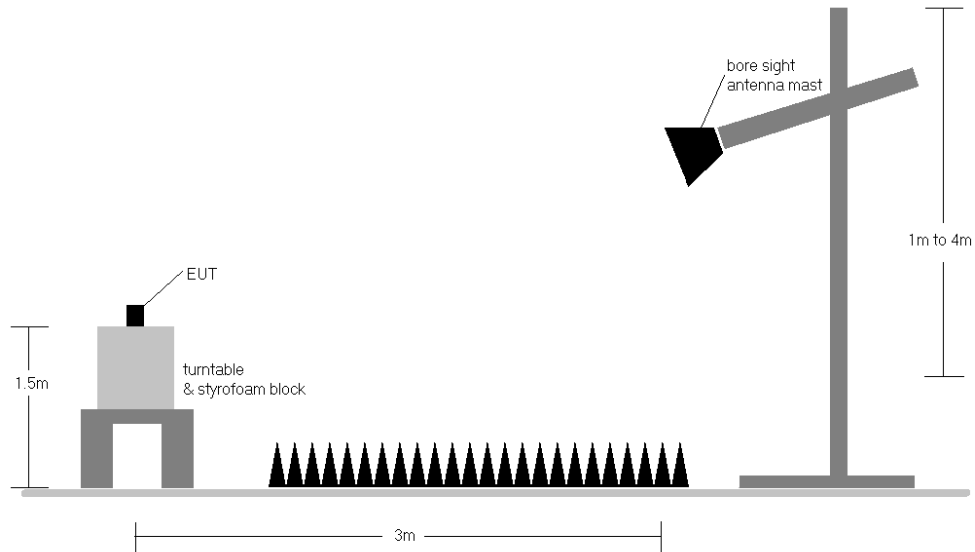 bore sight
antenna mast
1m to 4m
EUT
turntable
& styrofoam block
1.5m
3m